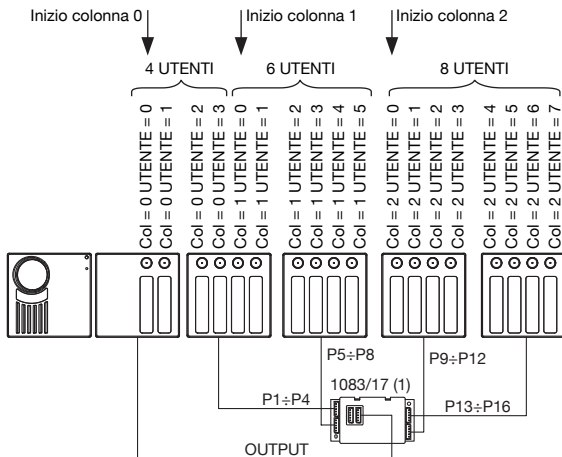 Inizio colonna 0
Inizio colonna 1
Inizio colonna 2
4 UTENTI
6 UTENTI
8 UTENTI
Col = 0 UTENTE = 0
Col = 0 UTENTE = 1
Col = 0 UTENTE = 2
Col = 0 UTENTE = 3
Col = 1 UTENTE = 0
Col = 1 UTENTE = 1
Col = 1 UTENTE = 2
Col = 1 UTENTE = 3
Col = 1 UTENTE = 4
Col = 1 UTENTE = 5
Col = 2 UTENTE = 0
Col = 2 UTENTE = 1
Col = 2 UTENTE = 2
Col = 2 UTENTE = 3
Col = 2 UTENTE = 4
Col = 2 UTENTE = 5
Col = 2 UTENTE = 6
Col = 2 UTENTE = 7
P5÷P8
P9÷P12
1083/17 (1)
P1÷P4
P13÷P16
OUTPUT